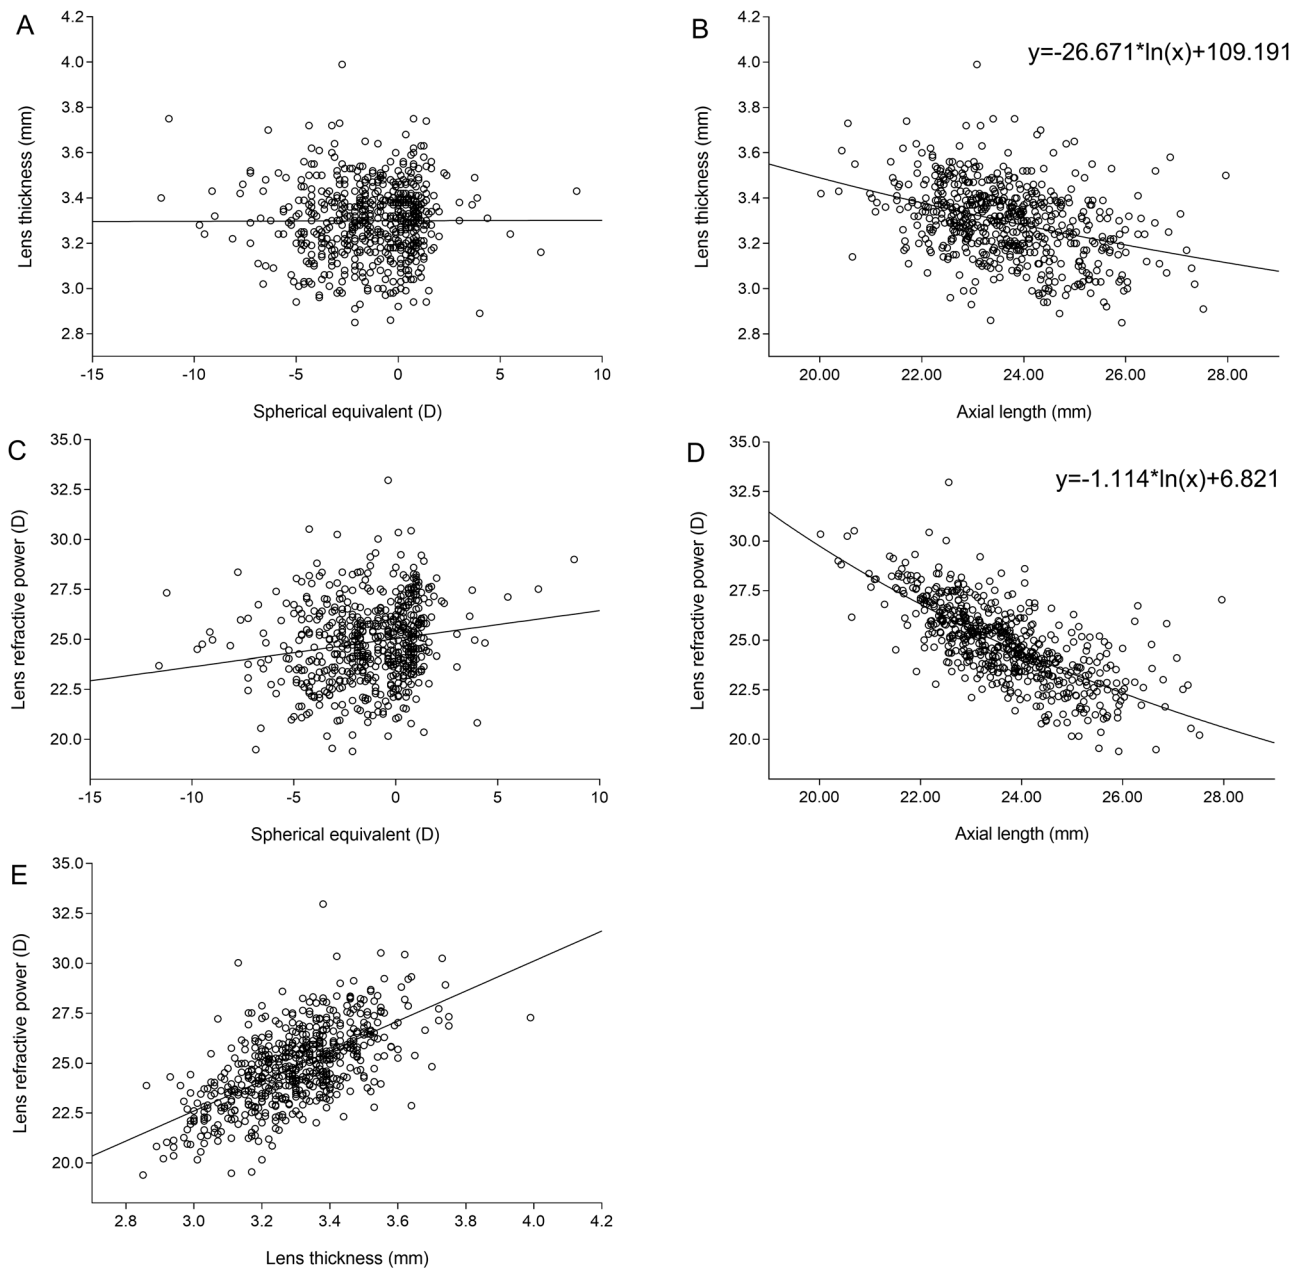 A
4.2
4.0
3.8
3.6
3.4
3.2
3.0
2.8
Lens thickness (mm)
-15 -10 -5 0 5 10
Spherical equivalent (D)
B
y=-26.671*ln(x)+109.191
4.2
4.0
3.8
3.6
3.4
3.2
3.0
2.8
Lens thickness (mm)
20.00 22.00 24.00 26.00 28.00
Axial length (mm)
C
35.0
32.5
30.0
27.5
25.0
22.5
20.0
Lens refractive power (D)
-15 -10 -5 0 5 10
Spherical equivalent (D)
D
y=-1.114*ln(x)+6.821
35.0
32.5
30.0
27.5
25.0
22.5
20.0
Lens refractive power (D)
20.00 22.00 24.00 26.00 28.00
Axial length (mm)
E
35.0
32.5
30.0
27.5
25.0
22.5
20.0
Lens refractive power (D)
2.8 3.0 3.2 3.4 3.6 3.8 4.0 4.2
Lens thickness (mm)